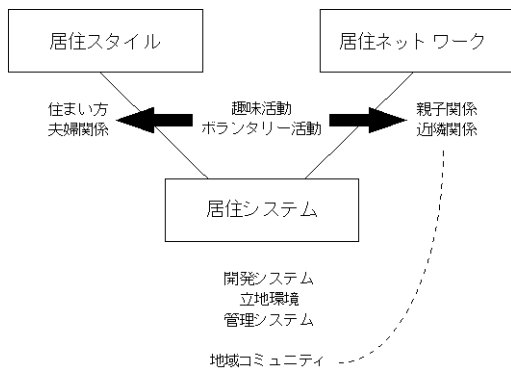 居住スタイル
居住ネットワーク
住まい方
夫婦関係
趣味活動
ボランタリー活動
親子関係
近隣関係
居住システム
開発システム
立地環境
管理システム
地域コミュニティ